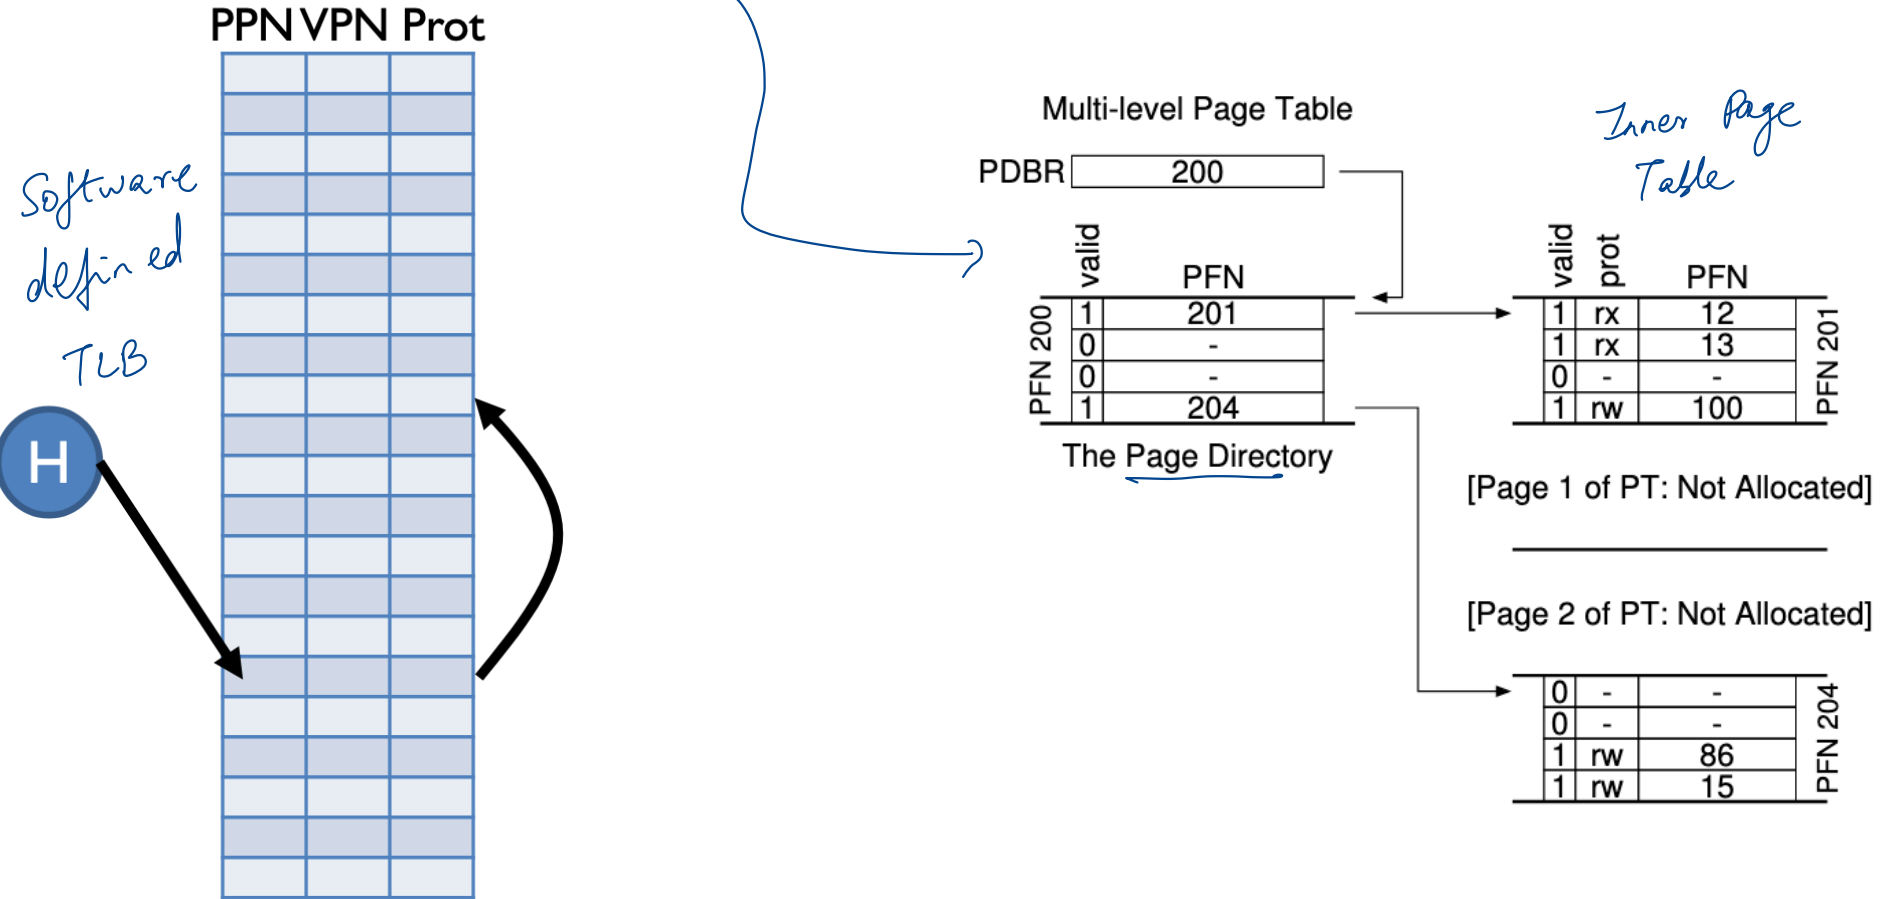 PPN VPN Prot
Software
defined
TLB
H
Multi-level Page Table
PDBR 200
valid PFN
PFN 200
1 201
0 -
0 -
1 204
The Page Directory
Inner Page
Table
valid prot PFN
1 rx 12
1 rx 13
0 - -
1 rw 100
PFN 201
[Page 1 of PT: Not Allocated]
[Page 2 of PT: Not Allocated]
0 - -
0 - -
1 rw 86
1 rw 15
PFN 204